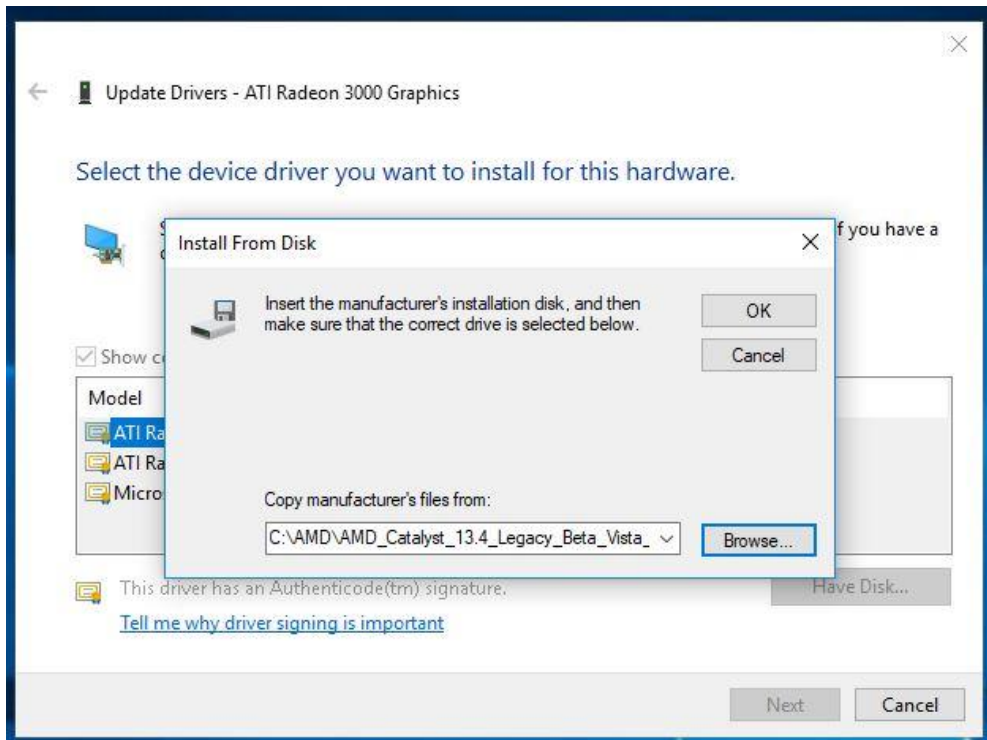 Update Drivers - ATI Radeon 3000 Graphics
Select the device driver you want to install for this hardware.
f you have a
Install From Disk
Insert the manufacturer's installation disk, and then
make sure that the correct drive is selected below.
OK
Cancel
Show c
Model
ATI Ra
ATI Ra
Micro
Copy manufacturer's files from:
C:\AMD\AMD_Catalyst_13.4_Legacy_Beta_Vista_
Browse...
This driver has an Authenticode(tm) signature.
Have Disk...
Tell me why driver signing is important
Next
Cancel